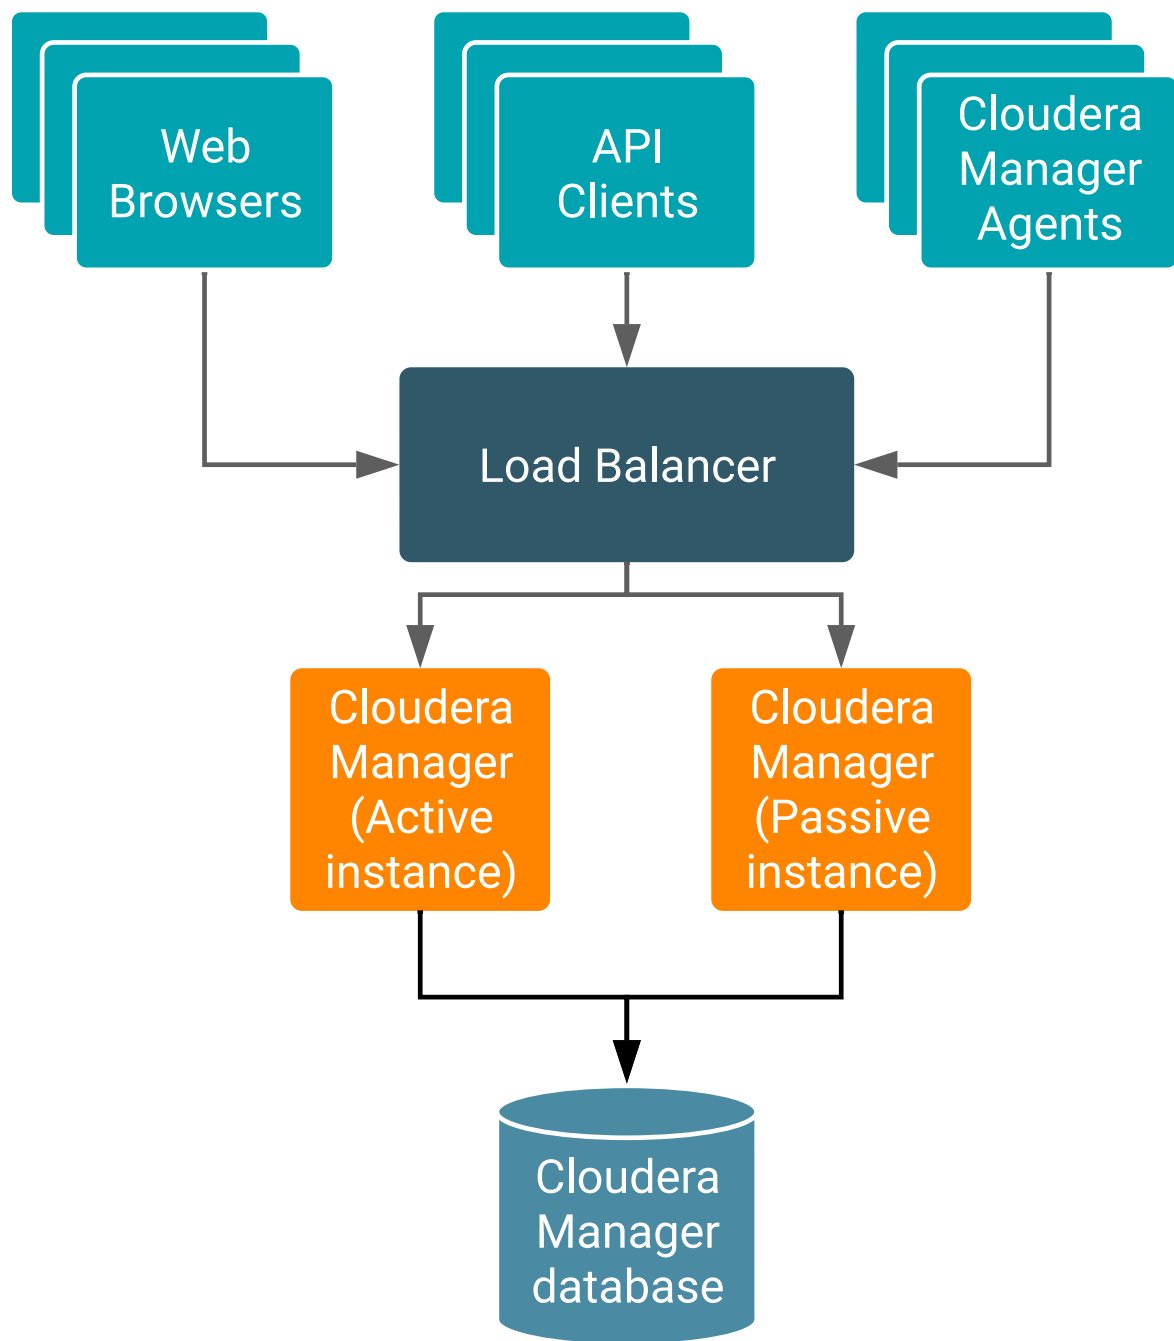 Web
Browsers
API
Clients
Cloudera
Manager
Agents
Load Balancer
Cloudera
Manager
(Active
instance)
Cloudera
Manager
(Passive
instance)
Cloudera
Manager
database